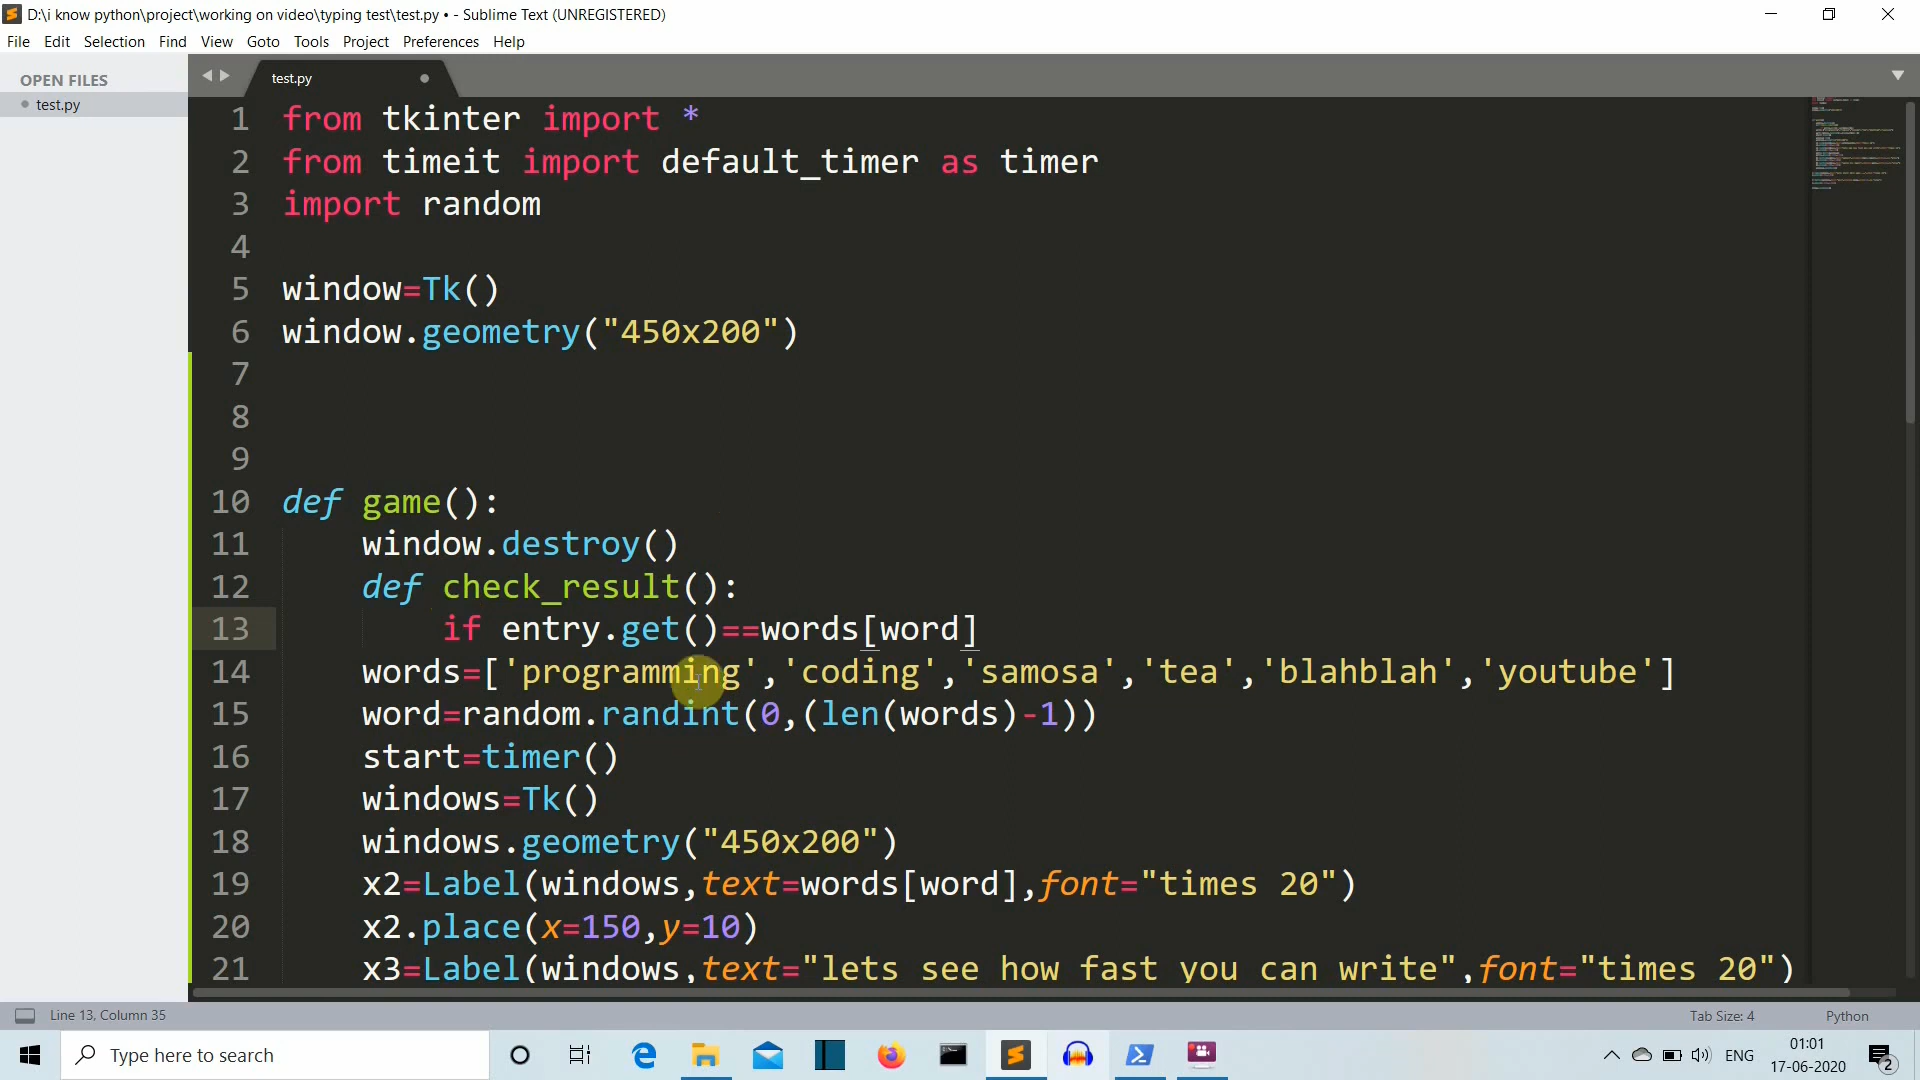 D:\i know python\project\working on video\typing test\test.py • - Sublime Text (UNREGISTERED)
File Edit Selection Find View Goto Tools Project Preferences Help
OPEN FILES
test.py
test.py
1 from tkinter import *
2 from timeit import default_timer as timer
3 import random
4
5 window=Tk()
6 window.geometry("450x200")
7
8
9
10 def game():
11 window.destroy()
12 def check_result():
13 if entry.get()==words[word]
14 words=['programming','coding','samosa','tea','blahblah','youtube']
15 word=random.randint(0,(len(words)-1))
16 start=timer()
17 windows=Tk()
18 windows.geometry("450x200")
19 x2=Label(windows,text=words[word],font="times 20")
20 x2.place(x=150,y=10)
21 x3=Label(windows,text="lets see how fast you can write",font="times 20")
Line 13, Column 35
Tab Size: 4
Python
Type here to search
ENG
01:01
17-06-2020
2